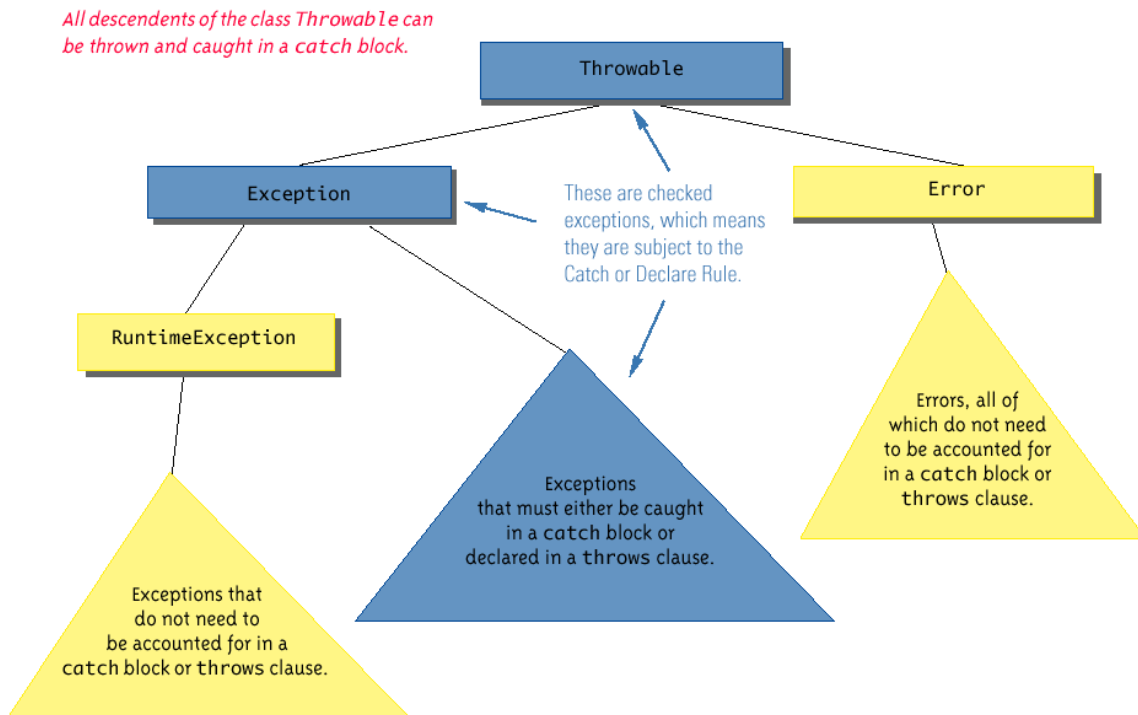 All descendents of the class Throwable can
be thrown and caught in a catch block.
Throwable
Exception
These are checked
exceptions, which means
they are subject to the
Catch or Declare Rule.
Error
RuntimeException
Errors, all of
which do not need
to be accounted for
in a catch block or
throws clause.
Exceptions
that must either be caught
in a catch block or
declared in a throws clause.
Exceptions that
do not need to
be accounted for in a
catch block or throws clause.